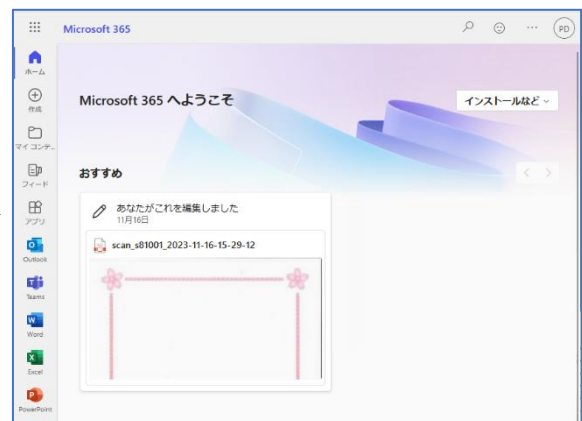 Microsoft 365
PD
ホーム
作成
マイ コンテ...
フィード
アプリ
Outlook
Teams
Word
Excel
PowerPoint
Microsoft 365 へようこそ
インストールなど
おすすめ
あなたがこれを編集しました
11月16日
scan_s81001_2023-11-16-15-29-12